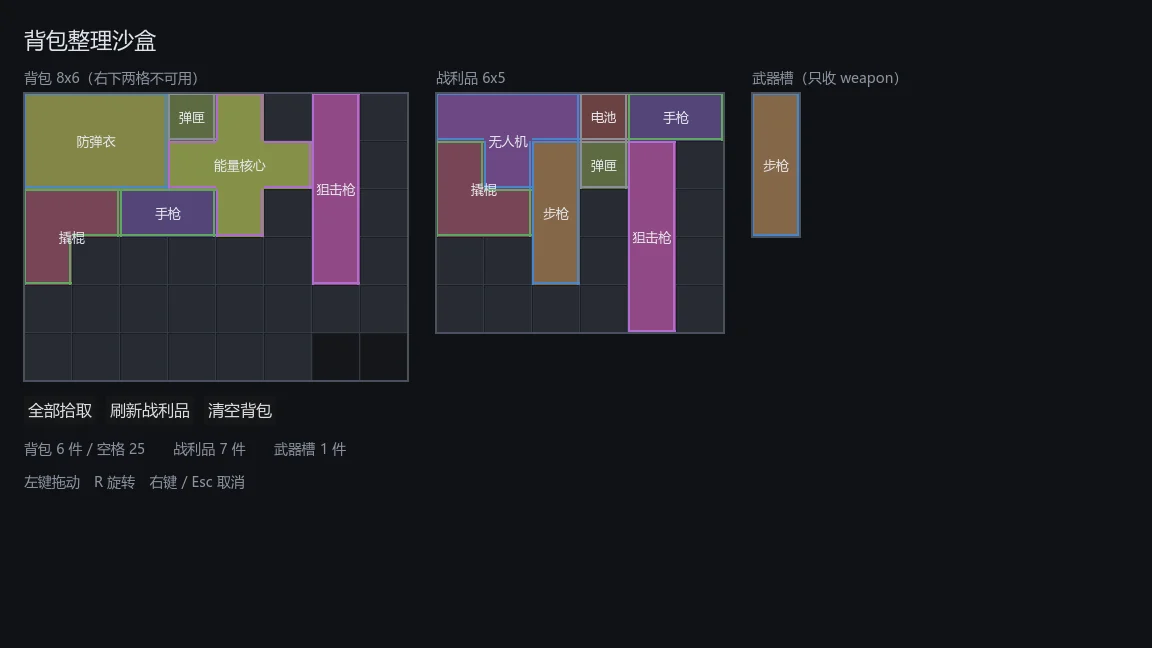 背包整理沙盒
背包 8x6（右下两格不可用）
战利品 6x5
武器槽（只收 weapon）
防弹衣
弹匣
能量核心
狙击枪
手枪
撬棍
无人机
电池
手枪
弹匣
撬棍
步枪
狙击枪
步枪
全部拾取 刷新战利品 清空背包
背包 6 件 / 空格 25 战利品 7 件 武器槽 1 件
左键拖动 R 旋转 右键 / Esc 取消